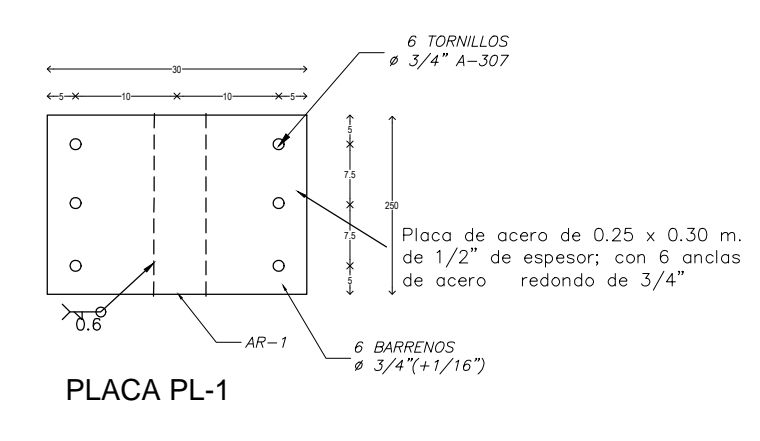 6 TORNILLOS
ø 3/4" A-307
30
5
10
10
5
5
7.5
7.5
5
250
Placa de acero de 0.25 x 0.30 m.
de 1/2" de espesor; con 6 anclas
de acero redondo de 3/4"
0.6
AR-1
6 BARRENOS
ø 3/4"(+1/16")
PLACA PL-1